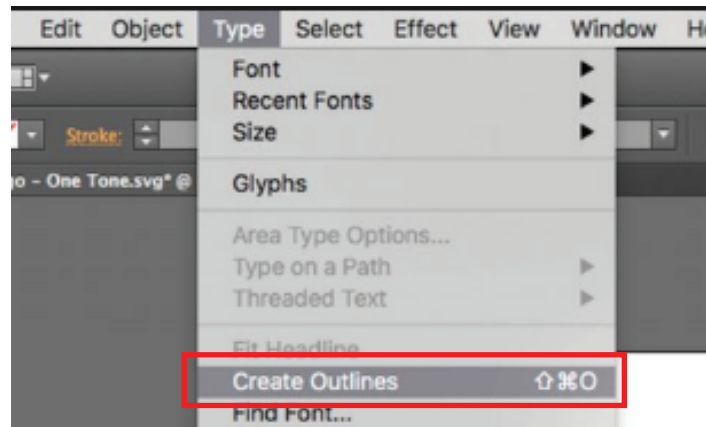 Edit Object Type Select Effect View Window
Font
Recent Fonts
Size
Stroke:
– One Tone.svg* @
Glyphs
Area Type Options...
Type on a Path
Threaded Text
Fit Headline
Create Outlines ⇧⌘O
Find Font...